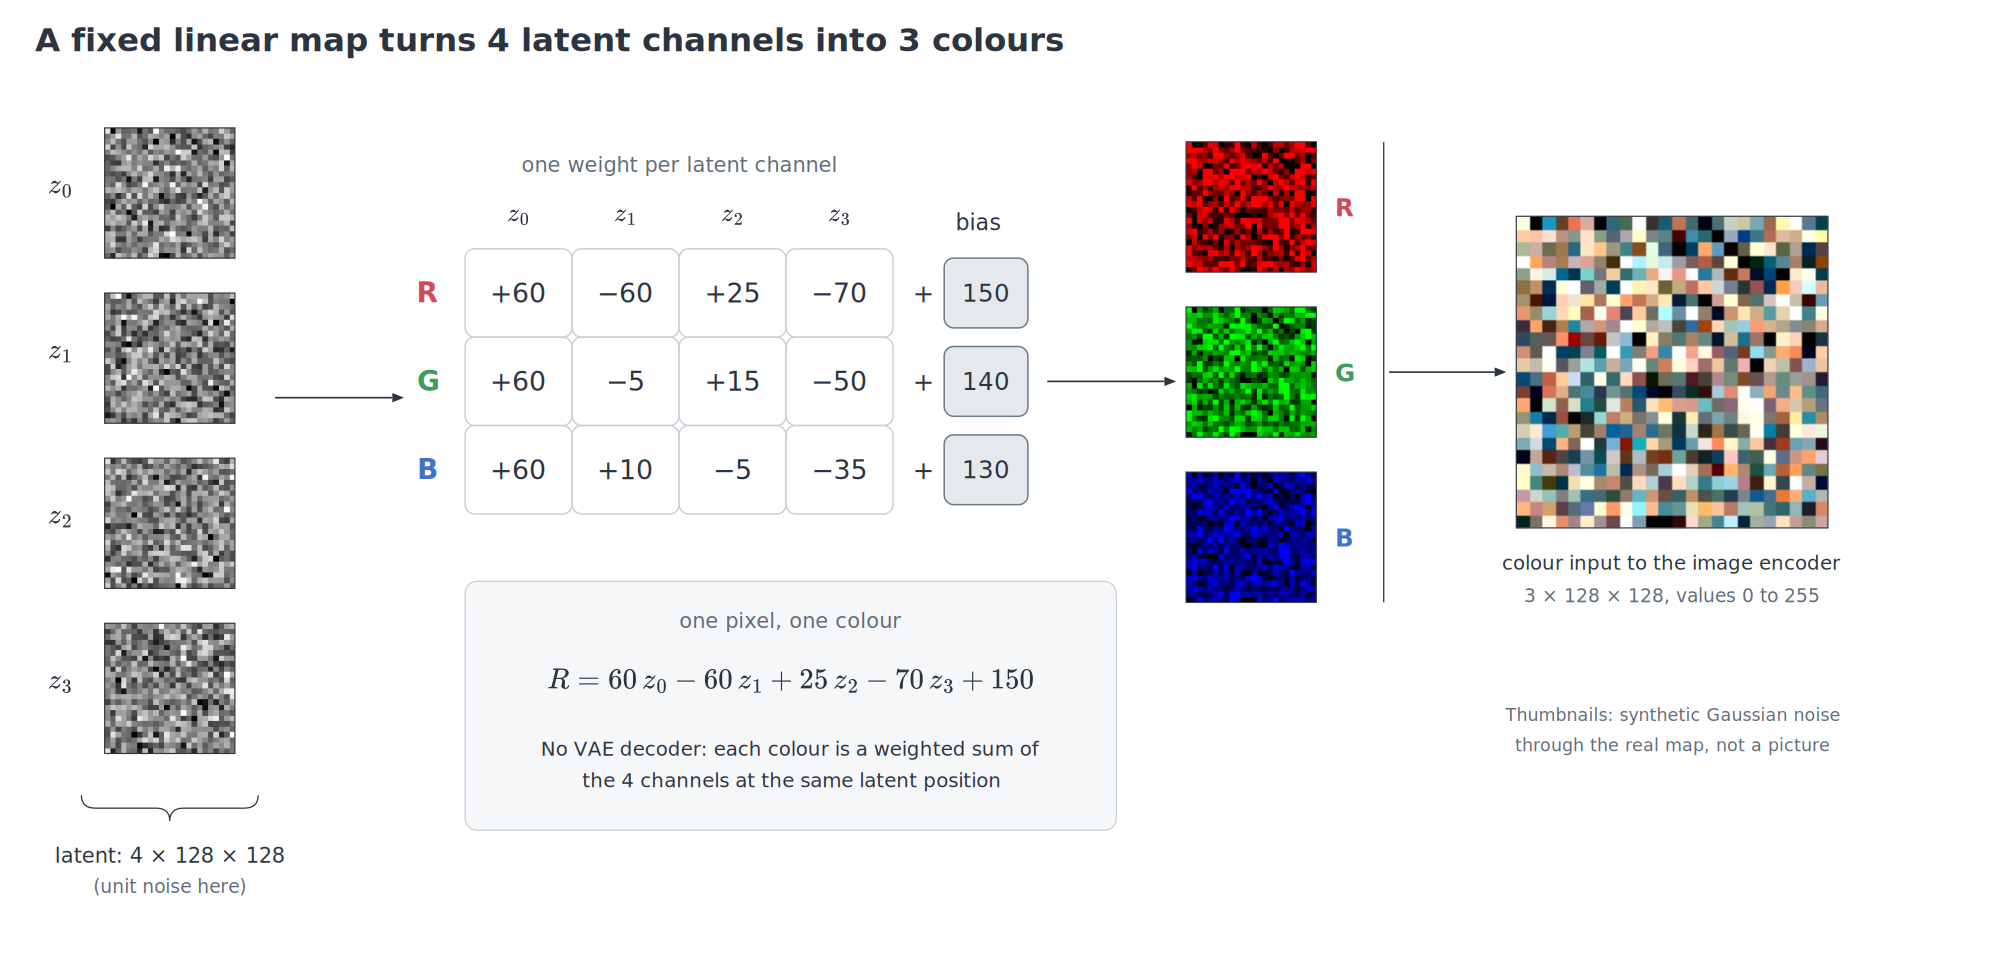 A fixed linear map turns 4 latent channels into 3 colours
z0
z1
z2
z3
latent: 4 × 128 × 128
(unit noise here)
one weight per latent channel
z0 z1 z2 z3 bias
R +60 −60 +25 −70 + 150
G +60 −5 +15 −50 + 140
B +60 +10 −5 −35 + 130
one pixel, one colour
R = 60 z0 − 60 z1 + 25 z2 − 70 z3 + 150
No VAE decoder: each colour is a weighted sum of
the 4 channels at the same latent position
R
G
B
colour input to the image encoder
3 × 128 × 128, values 0 to 255
Thumbnails: synthetic Gaussian noise
through the real map, not a picture